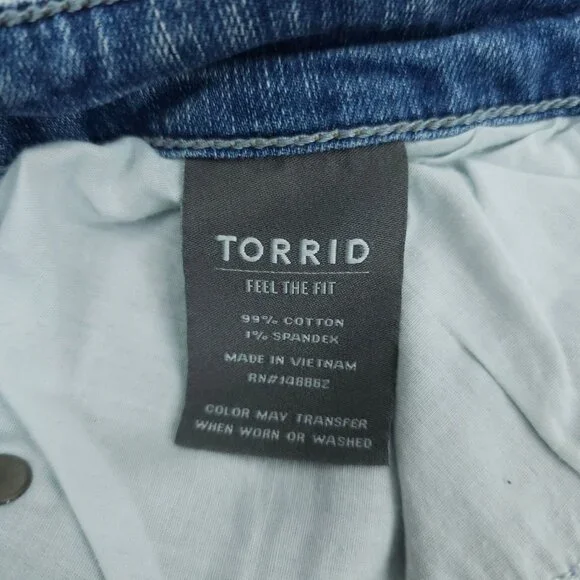 TORRID
FEEL THE FIT
99% COTTON
1% SPANDEX
MADE IN VIETNAM
RN#148862
COLOR MAY TRANSFER
WHEN WORN OR WASHED